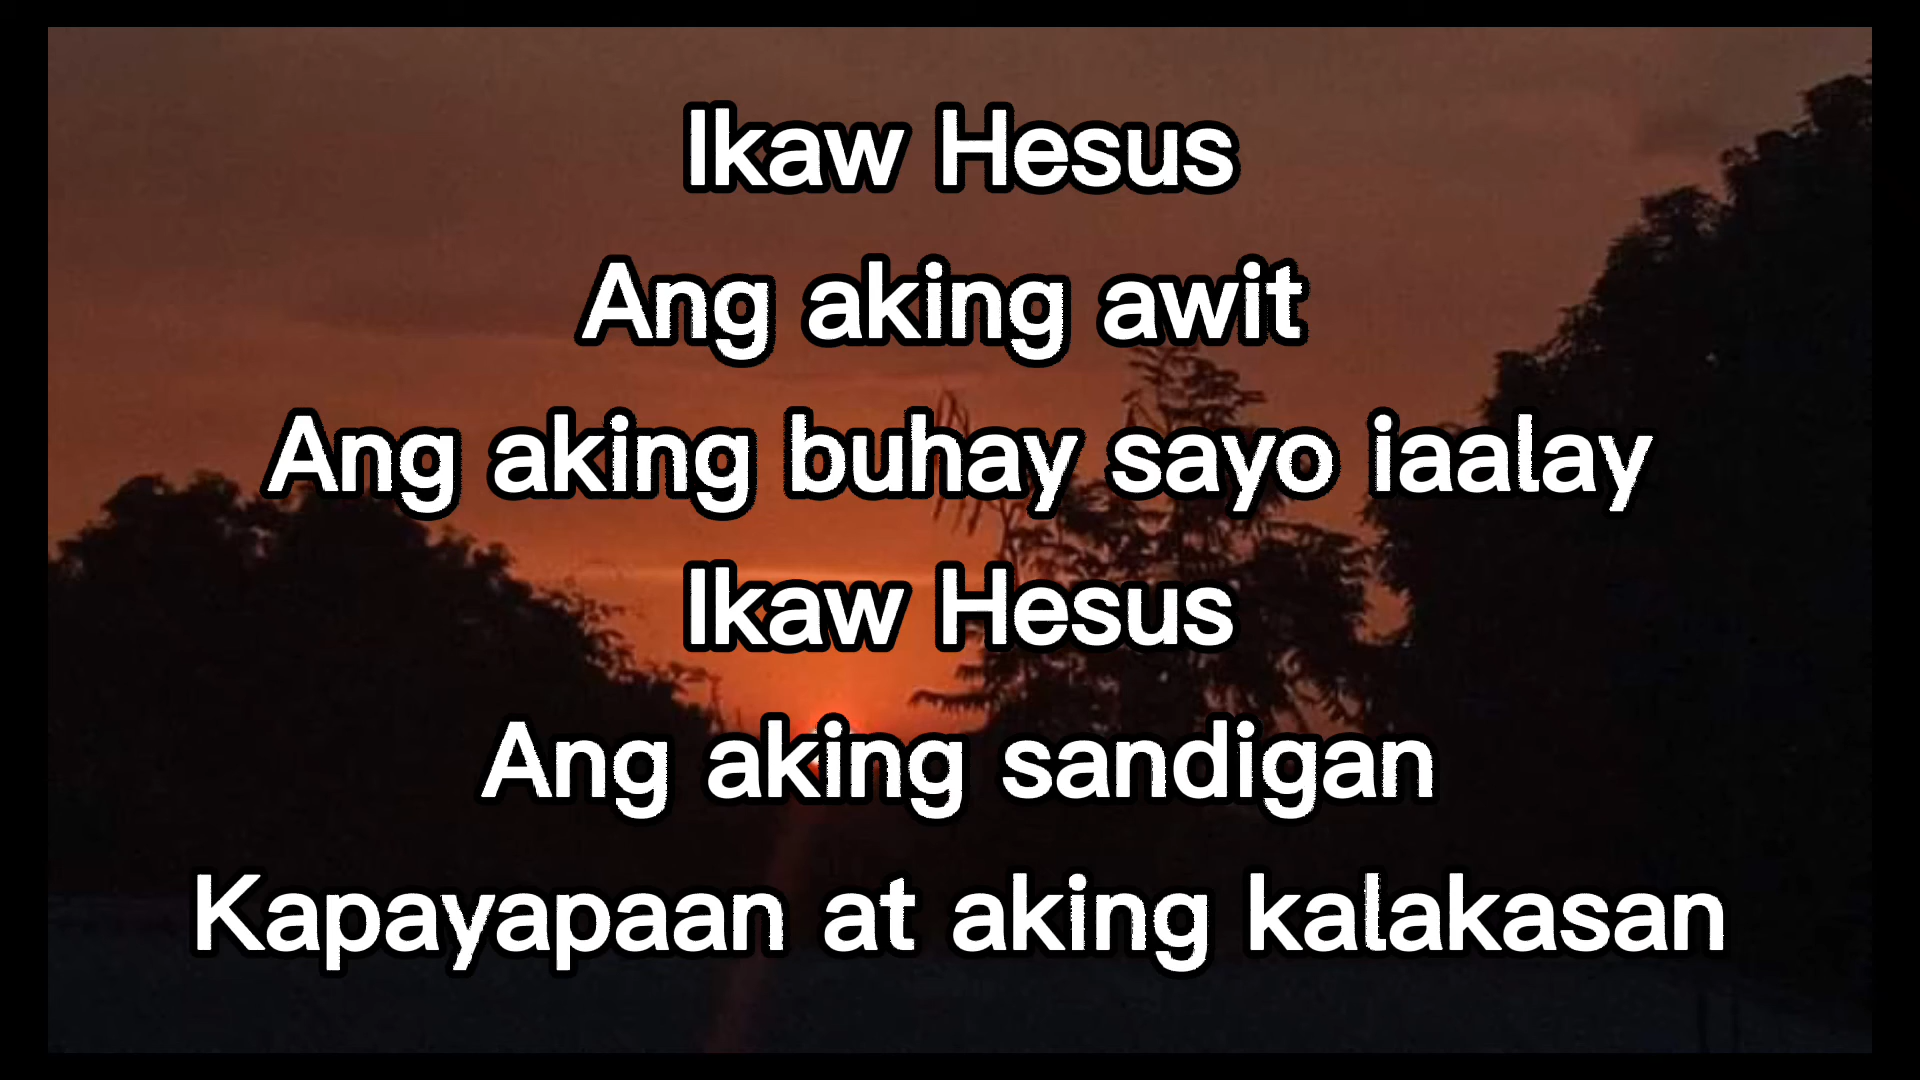 Ikaw Hesus
Ang aking awit
Ang aking buhay sayo iaalay
Ikaw Hesus
Ang aking sandigan
Kapayapaan at aking kalakasan